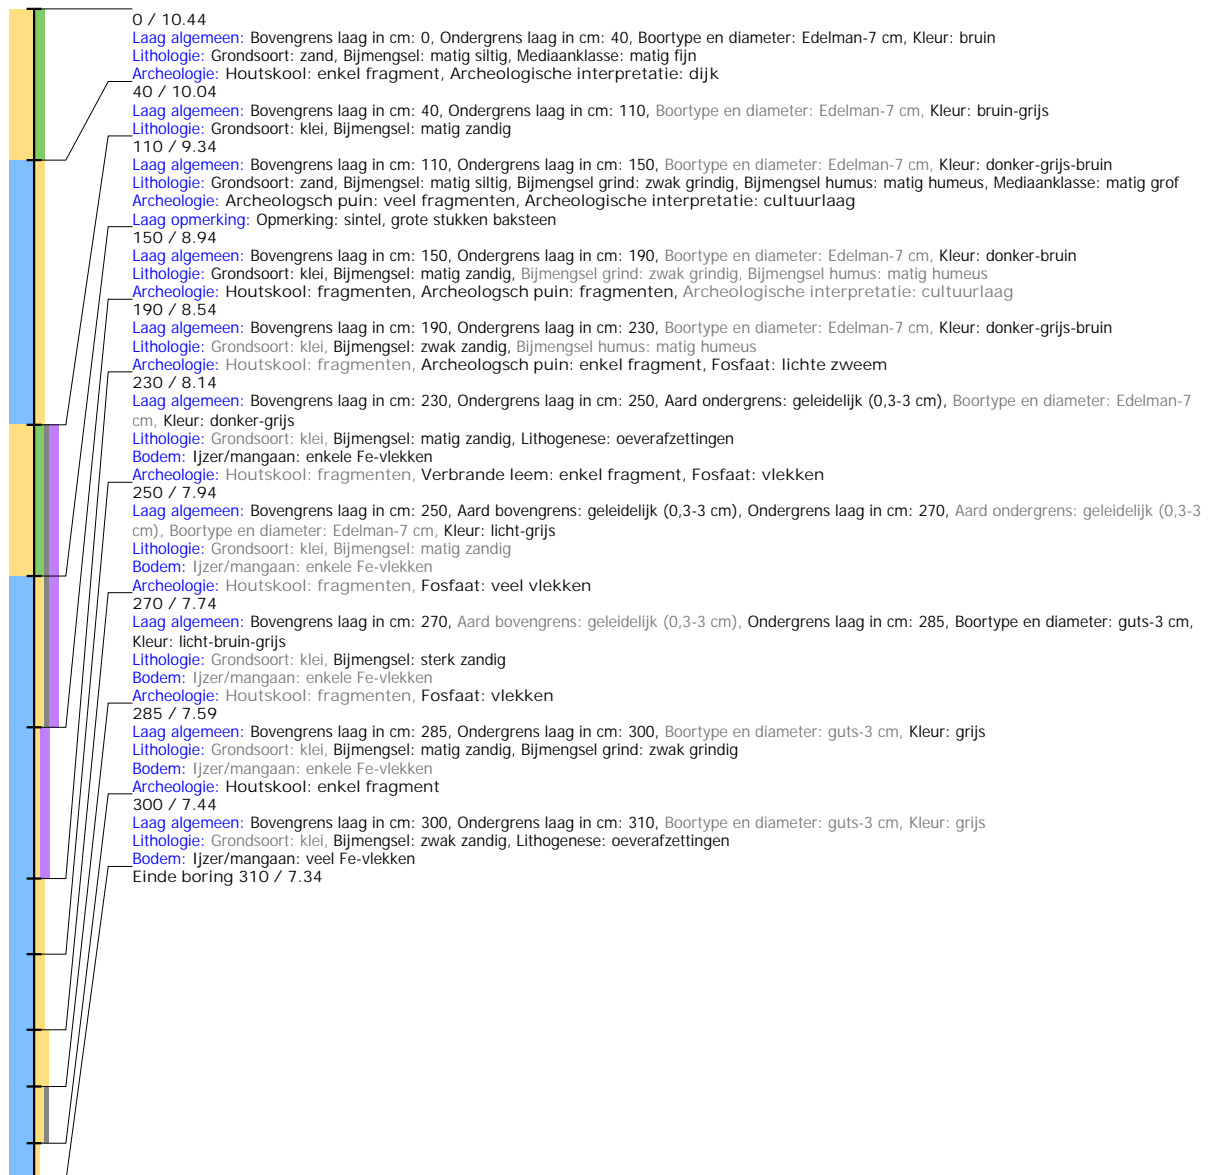 0 / 10.44
Laag algemeen: Bovengrens laag in cm: 0, Ondergrens laag in cm: 40, Boortype en diameter: Edelman-7 cm, Kleur: bruin
Lithologie: Grondsoort: zand, Bijmengsel: matig siltig, Mediaanklasse: matig fijn
Archeologie: Houtskool: enkel fragment, Archeologische interpretatie: dijk
40 / 10.04
Laag algemeen: Bovengrens laag in cm: 40, Ondergrens laag in cm: 110, Boortype en diameter: Edelman-7 cm, Kleur: bruin-grijs
Lithologie: Grondsoort: klei, Bijmengsel: matig zandig
110 / 9.34
Laag algemeen: Bovengrens laag in cm: 110, Ondergrens laag in cm: 150, Boortype en diameter: Edelman-7 cm, Kleur: donker-grijs-bruin
Lithologie: Grondsoort: zand, Bijmengsel: matig siltig, Bijmengsel grind: zwak grindig, Bijmengsel humus: matig humeus, Mediaanklasse: matig grof
Archeologie: Archeologsch puin: veel fragmenten, Archeologische interpretatie: cultuurlaag
Laag opmerking: Opmerking: sintel, grote stukken baksteen
150 / 8.94
Laag algemeen: Bovengrens laag in cm: 150, Ondergrens laag in cm: 190, Boortype en diameter: Edelman-7 cm, Kleur: donker-bruin
Lithologie: Grondsoort: klei, Bijmengsel: matig zandig, Bijmengsel grind: zwak grindig, Bijmengsel humus: matig humeus
Archeologie: Houtskool: fragmenten, Archeologsch puin: fragmenten, Archeologische interpretatie: cultuurlaag
190 / 8.54
Laag algemeen: Bovengrens laag in cm: 190, Ondergrens laag in cm: 230, Boortype en diameter: Edelman-7 cm, Kleur: donker-grijs-bruin
Lithologie: Grondsoort: klei, Bijmengsel: zwak zandig, Bijmengsel humus: matig humeus
Archeologie: Houtskool: fragmenten, Archeologsch puin: enkel fragment, Fosfaat: lichte zweem
230 / 8.14
Laag algemeen: Bovengrens laag in cm: 230, Ondergrens laag in cm: 250, Aard ondergrens: geleidelijk (0,3-3 cm), Boortype en diameter: Edelman-7
cm, Kleur: donker-grijs
Lithologie: Grondsoort: klei, Bijmengsel: matig zandig, Lithogenese: oeverafzettingen
Bodem: Ijzer/mangaan: enkele Fe-vlekken
Archeologie: Houtskool: fragmenten, Verbrande leem: enkel fragment, Fosfaat: vlekken
250 / 7.94
Laag algemeen: Bovengrens laag in cm: 250, Aard bovengrens: geleidelijk (0,3-3 cm), Ondergrens laag in cm: 270, Aard ondergrens: geleidelijk (0,3-3
cm), Boortype en diameter: Edelman-7 cm, Kleur: licht-grijs
Lithologie: Grondsoort: klei, Bijmengsel: matig zandig
Bodem: Ijzer/mangaan: enkele Fe-vlekken
Archeologie: Houtskool: fragmenten, Fosfaat: veel vlekken
270 / 7.74
Laag algemeen: Bovengrens laag in cm: 270, Aard bovengrens: geleidelijk (0,3-3 cm), Ondergrens laag in cm: 285, Boortype en diameter: guts-3 cm,
Kleur: licht-bruin-grijs
Lithologie: Grondsoort: klei, Bijmengsel: sterk zandig
Bodem: Ijzer/mangaan: enkele Fe-vlekken
Archeologie: Houtskool: fragmenten, Fosfaat: vlekken
285 / 7.59
Laag algemeen: Bovengrens laag in cm: 285, Ondergrens laag in cm: 300, Boortype en diameter: guts-3 cm, Kleur: grijs
Lithologie: Grondsoort: klei, Bijmengsel: matig zandig, Bijmengsel grind: zwak grindig
Bodem: Ijzer/mangaan: enkele Fe-vlekken
Archeologie: Houtskool: enkel fragment
300 / 7.44
Laag algemeen: Bovengrens laag in cm: 300, Ondergrens laag in cm: 310, Boortype en diameter: guts-3 cm, Kleur: grijs
Lithologie: Grondsoort: klei, Bijmengsel: zwak zandig, Lithogenese: oeverafzettingen
Bodem: Ijzer/mangaan: veel Fe-vlekken
Einde boring 310 / 7.34